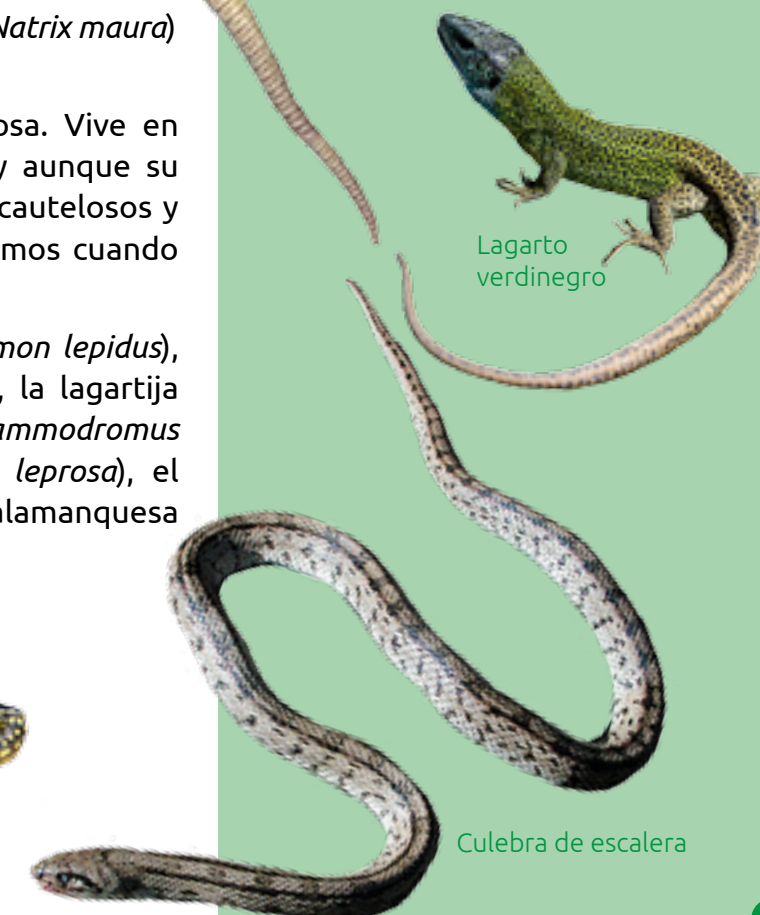 Natrix maura)
osa. Vive en
y aunque su
cautelosos y
mos cuando
mon lepidus),
, la lagartija
ammodromus
leprosa), el
alamanquesa
Lagarto
verdinegro
Culebra de escalera